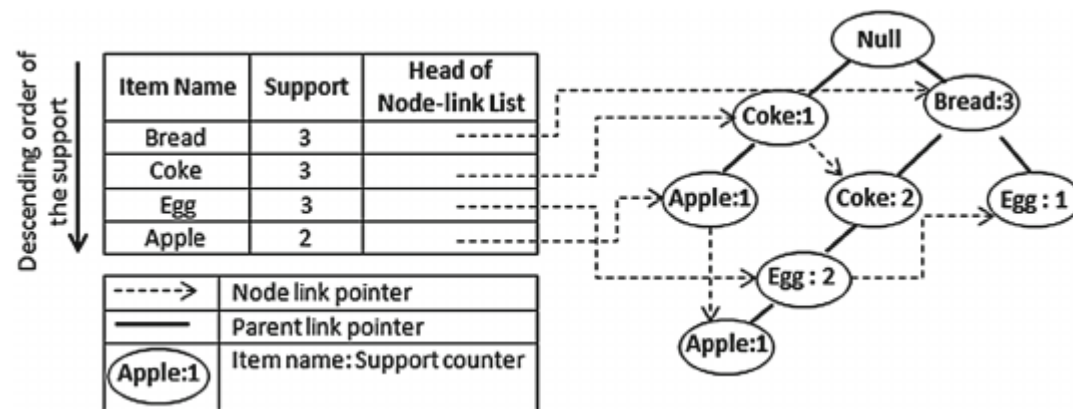 Descending order of
the support
Item Name Support Head of
Node-link List
Bread 3
Coke 3
Egg 3
Apple 2
Node link pointer
Parent link pointer
Apple:1 Item name: Support counter
Null
Coke:1 Bread:3
Apple:1 Coke: 2 Egg : 1
Egg : 2
Apple:1